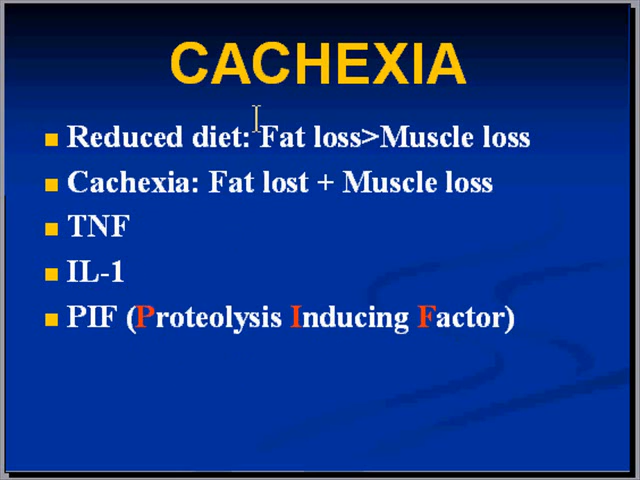 CACHEXIA
Reduced diet: Fat loss>Muscle loss
Cachexia: Fat lost + Muscle loss
TNF
IL-1
PIF (Proteolysis Inducing Factor)